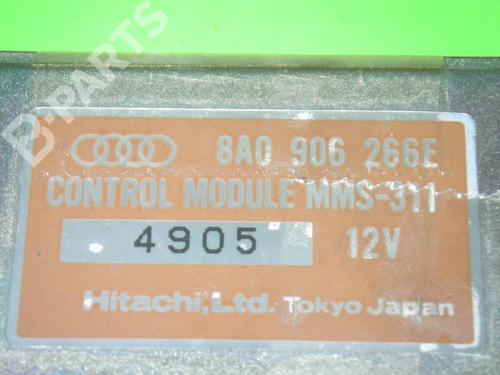 B-PARTS
8A0 906 266E
CONTROL MODULE MMS-311
4905 12V
Hitachi, Ltd. Tokyo Japan